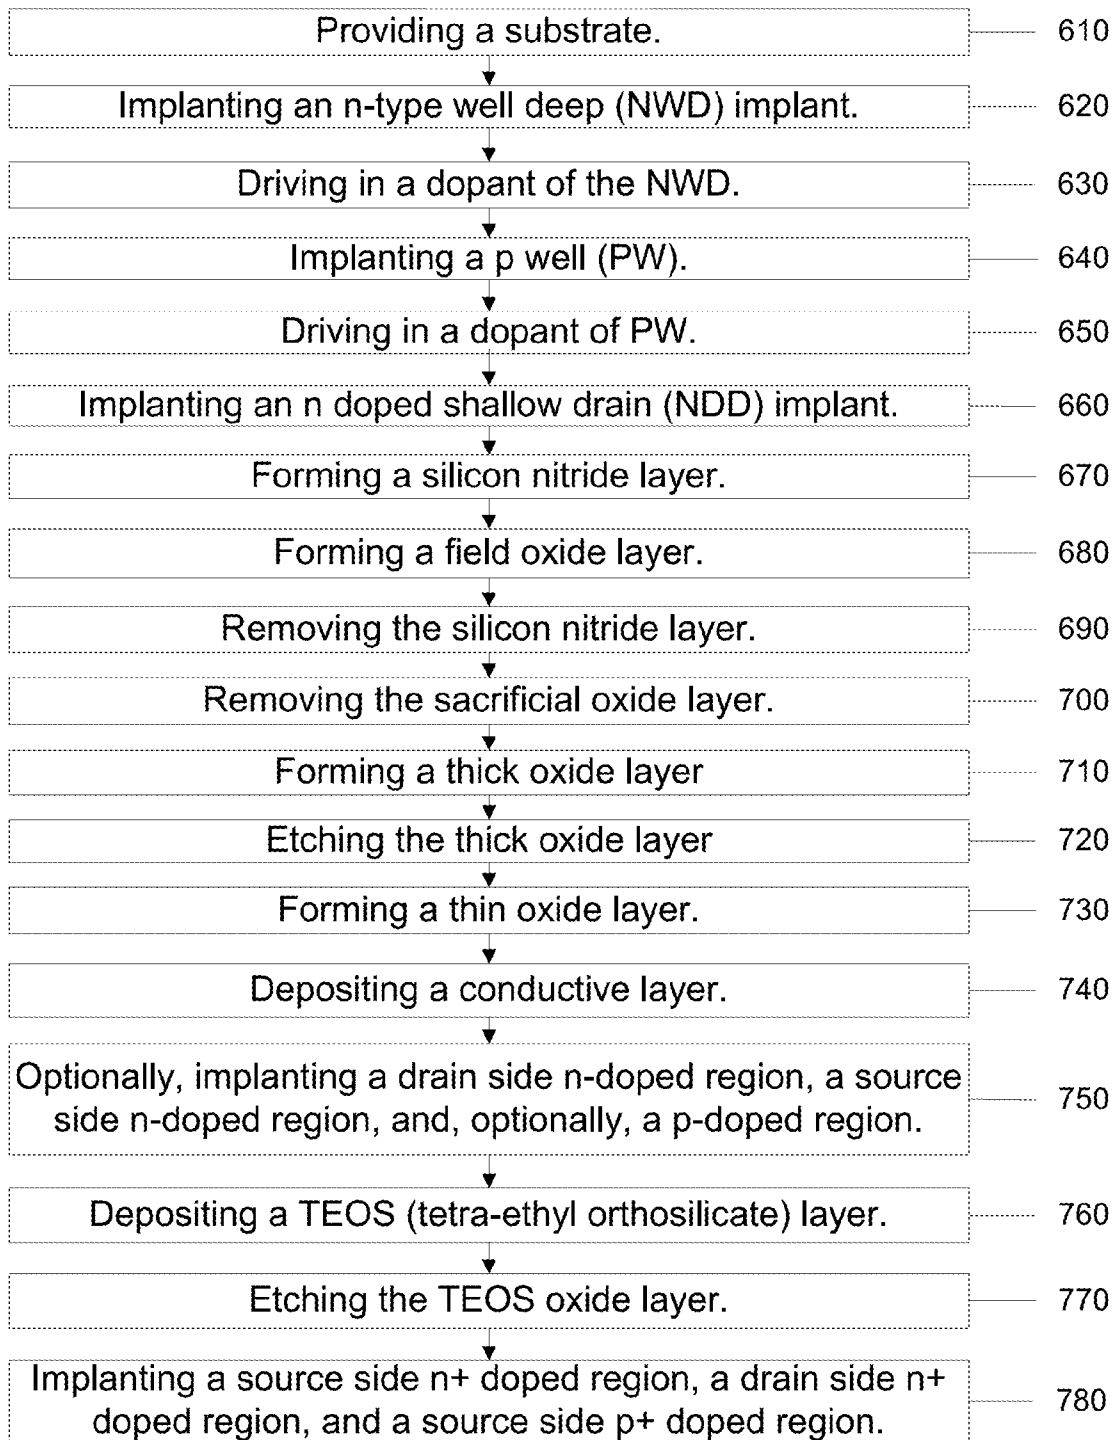 Providing a substrate. 610
Implanting an n-type well deep (NWD) implant. 620
Driving in a dopant of the NWD. 630
Implanting a p well (PW). 640
Driving in a dopant of PW. 650
Implanting an n doped shallow drain (NDD) implant. 660
Forming a silicon nitride layer. 670
Forming a field oxide layer. 680
Removing the silicon nitride layer. 690
Removing the sacrificial oxide layer. 700
Forming a thick oxide layer 710
Etching the thick oxide layer 720
Forming a thin oxide layer. 730
Depositing a conductive layer. 740
Optionally, implanting a drain side n-doped region, a source
side n-doped region, and, optionally, a p-doped region. 750
Depositing a TEOS (tetra-ethyl orthosilicate) layer. 760
Etching the TEOS oxide layer. 770
Implanting a source side n+ doped region, a drain side n+
doped region, and a source side p+ doped region. 780